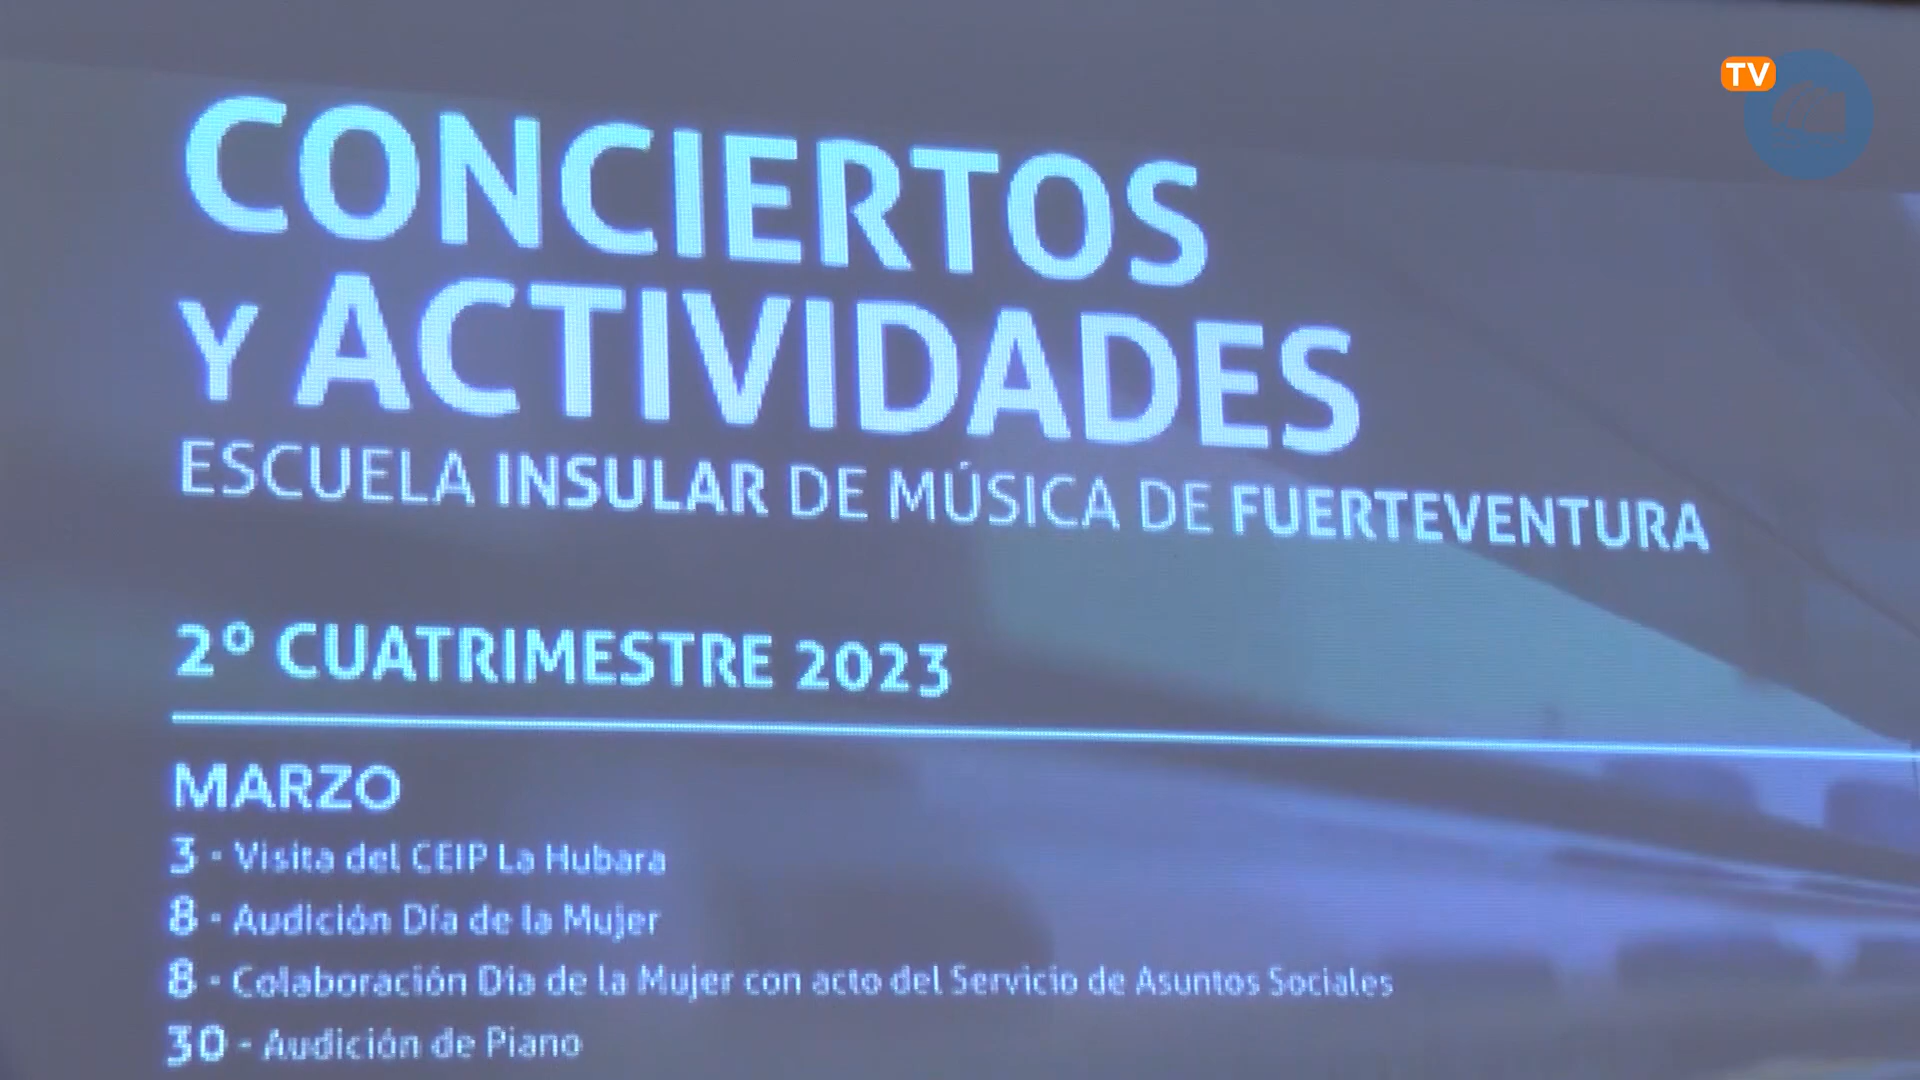 TV
CONCIERTOS
Y ACTIVIDADES
ESCUELA INSULAR DE MÚSICA DE FUERTEVENTURA
2º CUATRIMESTRE 2023
MARZO
3 - Visita del CEIP La Hubara
8 - Audición Día de la Mujer
8 - Colaboración Día de la Mujer con acto del Servicio de Asuntos Sociales
30 - Audición de Piano